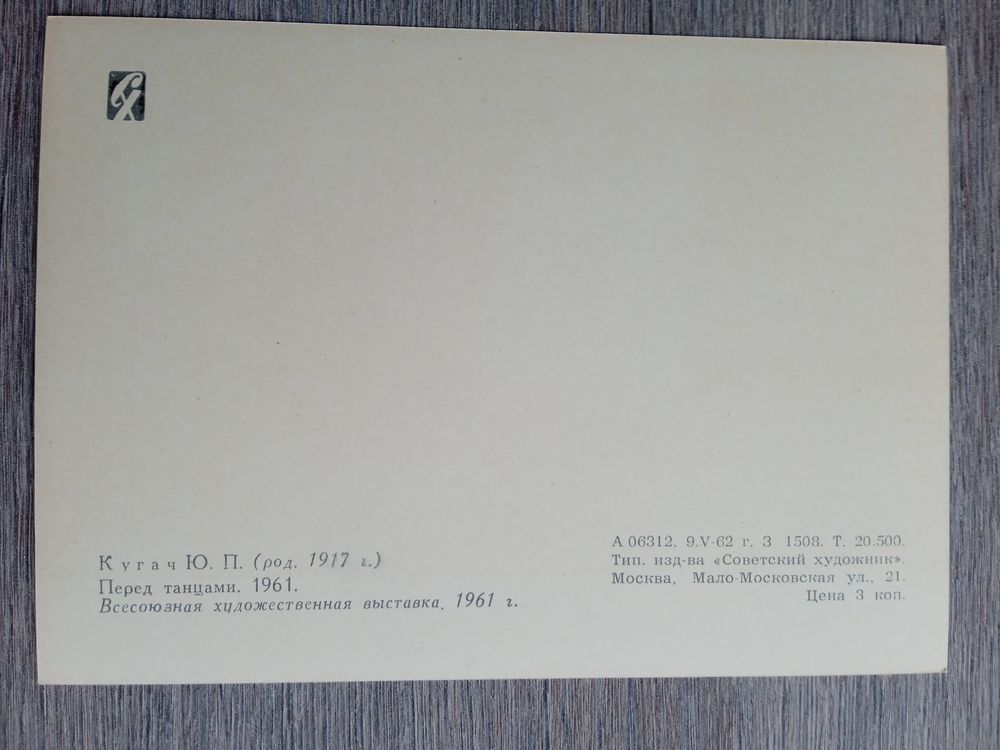 СХ
Кугач Ю. П. (род. 1917 г.)
Перед танцами. 1961.
Всесоюзная художественная выставка. 1961 г.
А 06312. 9.V-62 г. З 1508. Т. 20.500.
Тип. изд-ва «Советский художник».
Москва, Мало-Московская ул., 21.
Цена 3 коп.